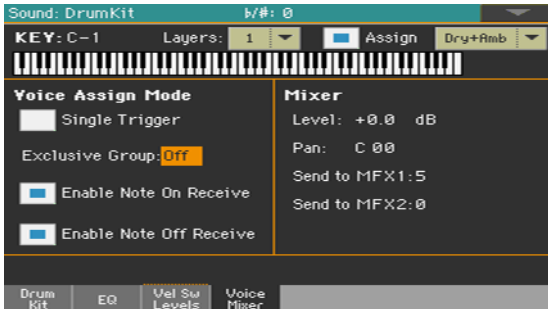 Sound: DrumKit b/#: 0
KEY: C-1 Layers: 1 Assign Dry+Amb
Voice Assign Mode
Single Trigger
Exclusive Group: Off
Enable Note On Receive
Enable Note Off Receive
Mixer
Level: +0.0 dB
Pan: C 00
Send to MFX1:5
Send to MFX2:0
Drum Kit
EQ
Vel Sw Levels
Voice Mixer